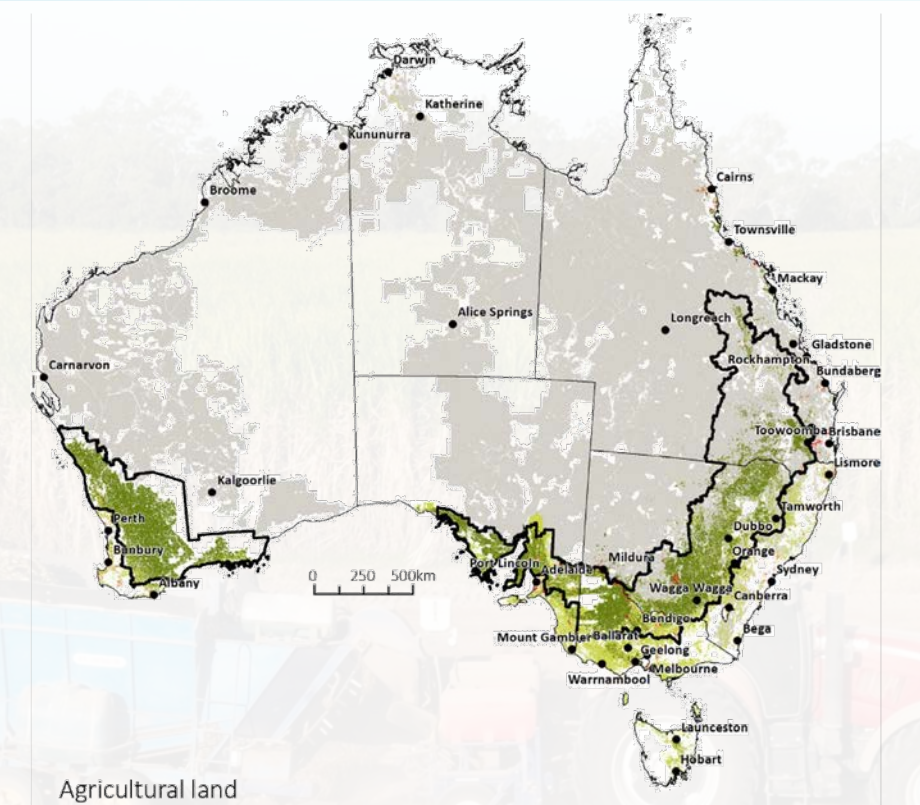 Darwin
Katherine
Kununurra
Broome
Cairns
Townsville
Mackay
Alice Springs
Longreach
Gladstone
Rockhampton
Carnarvon
Bundaberg
Toowoomba
Brisbane
Lismore
Kalgoorlie
Tamworth
Perth
Dubbo
Bunbury
Orange
Mildura
Port Lincoln
Adelaide
Sydney
Albany
0 250 500km
Wagga Wagga
Canberra
Bendigo
Bega
Mount Gambier
Ballarat
Geelong
Melbourne
Warrnambool
Launceston
Hobart
Agricultural land